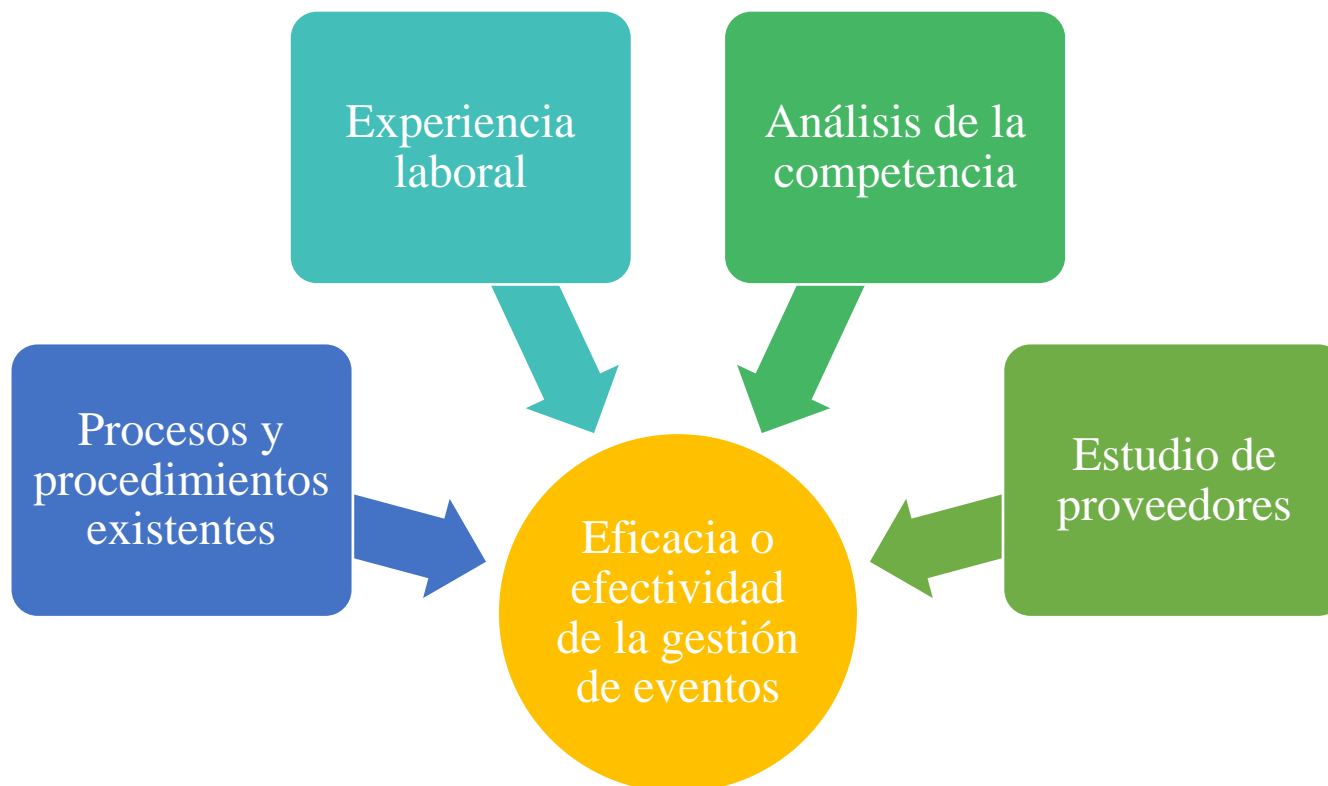 Experiencia
laboral
Análisis de la
competencia
Procesos y
procedimientos
existentes
Estudio de
proveedores
Eficacia o
efectividad
de la gestión
de eventos